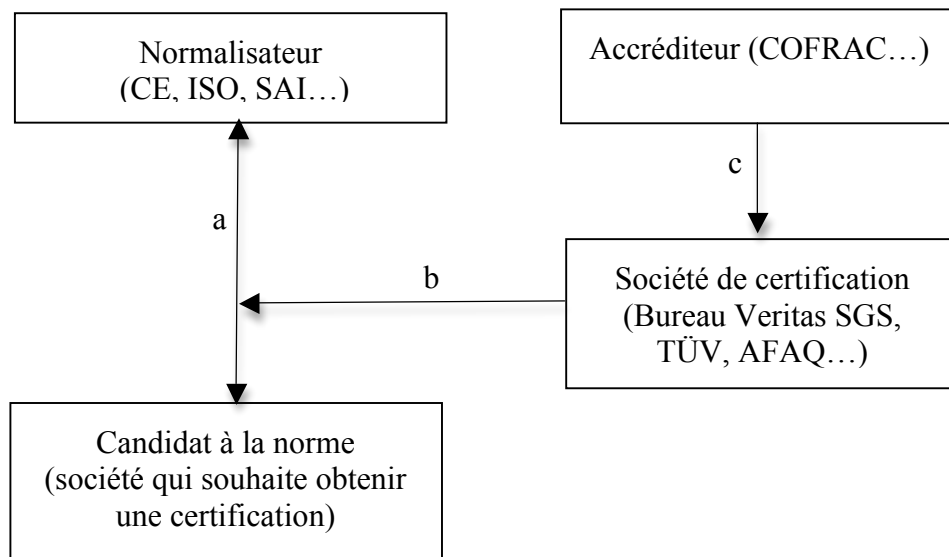 Normalisateur
(CE, ISO, SAI…)
Accréditeur (COFRAC…)
c
a
b
Société de certification
(Bureau Veritas SGS,
TÜV, AFAQ…)
Candidat à la norme
(société qui souhaite obtenir
une certification)